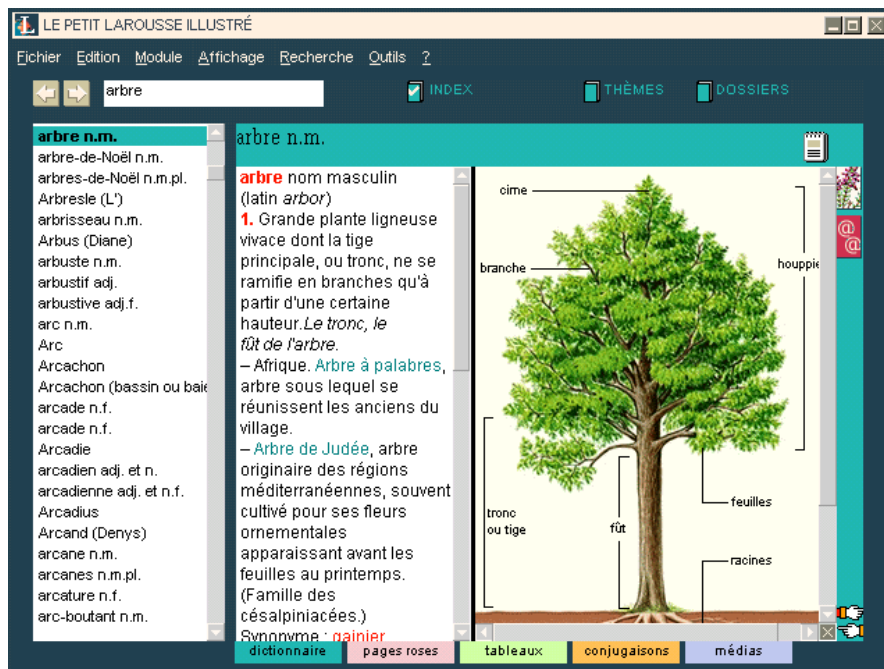 LE PETIT LAROUSSE ILLUSTRÉ
Fichier Edition Module Affichage Recherche Outils ?
arbre
INDEX
THÈMES
DOSSIERS
arbre n.m.
arbre-de-Noël n.m.
arbres-de-Noël n.m.pl.
Arbresle (L')
arbrisseau n.m.
Arbus (Diane)
arbuste n.m.
arbustif adj.
arbustive adj.f.
arc n.m.
Arc
Arcachon
Arcachon (bassin ou baie
arcade n.f.
arcade n.f.
Arcadie
arcadien adj. et n.
arcadienne adj. et n.f.
Arcadius
Arcand (Denys)
arcane n.m.
arcanes n.m.pl.
arcature n.f.
arc-boutant n.m.
arbre n.m.
arbre nom masculin
(latin arbor)
1. Grande plante ligneuse
vivace dont la tige
principale, ou tronc, ne se
ramifie en branches qu'à
partir d'une certaine
hauteur.Le tronc, le
fût de l'arbre.
– Afrique. Arbre à palabres,
arbre sous lequel se
réunissent les anciens du
village.
– Arbre de Judée, arbre
originaire des régions
méditerranéennes, souvent
cultivé pour ses fleurs
ornementales
apparaissant avant les
feuilles au printemps.
(Famille des
césalpiniacées.)
Synonyme : gainier
cime
branche
houppie
tronc
ou tige
fût
feuilles
racines
@
@
dictionnaire
pages roses
tableaux
conjugaisons
médias